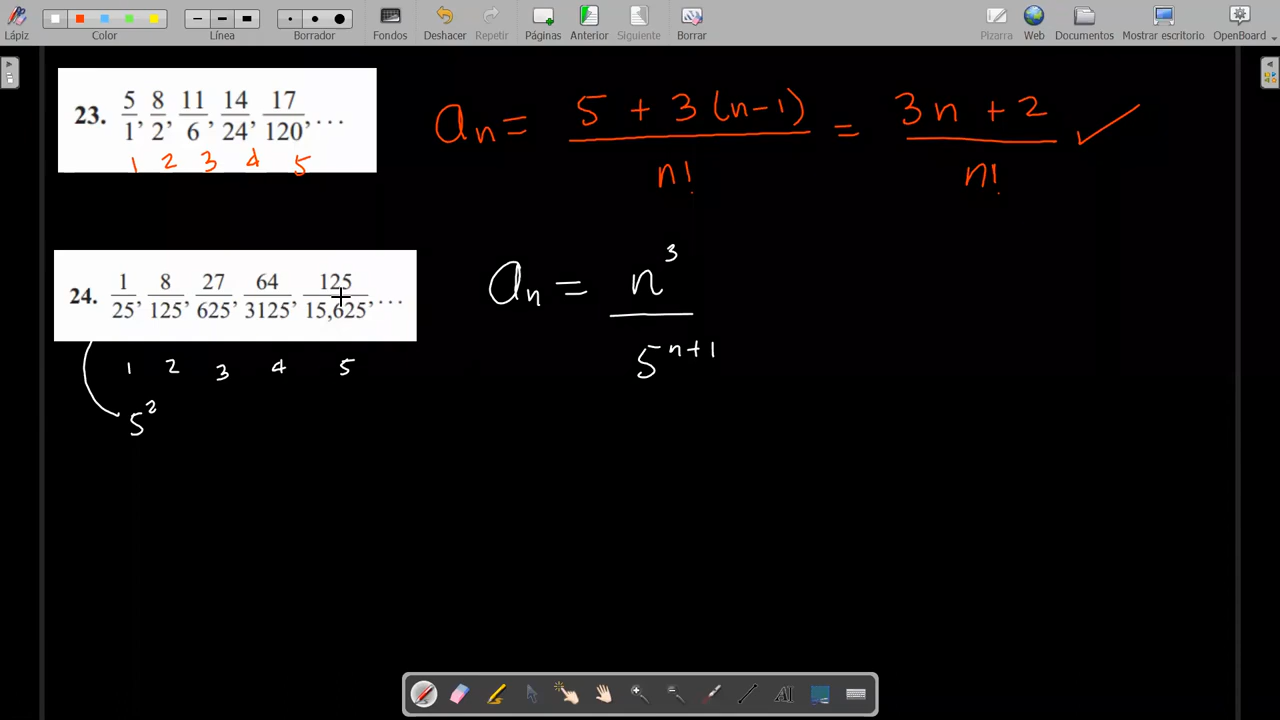 Lápiz Color Línea Borrador Fondos Deshacer Repetir Páginas Anterior Siguiente Borrar Pizarra Web Documentos Mostrar escritorio OpenBoard
23. 5/1, 8/2, 11/6, 14/24, 17/120, ...
1 2 3 4 5
an = (5 + 3(n-1))/n! = (3n + 2)/n! ✓
24. 1/25, 8/125, 27/625, 64/3125, 125/15,625, ...
1 2 3 4 5
5²
an = n³/5ⁿ⁺¹
AI